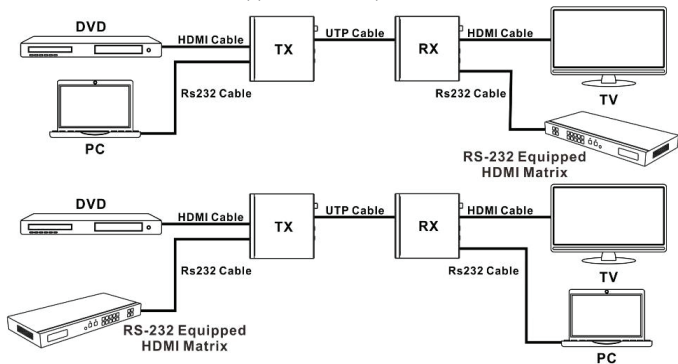 DVD
HDMI Cable
TX
UTP Cable
RX
HDMI Cable
TV
Rs232 Cable
Rs232 Cable
PC
RS-232 Equipped
HDMI Matrix
DVD
HDMI Cable
TX
UTP Cable
RX
HDMI Cable
TV
Rs232 Cable
Rs232 Cable
RS-232 Equipped
HDMI Matrix
PC